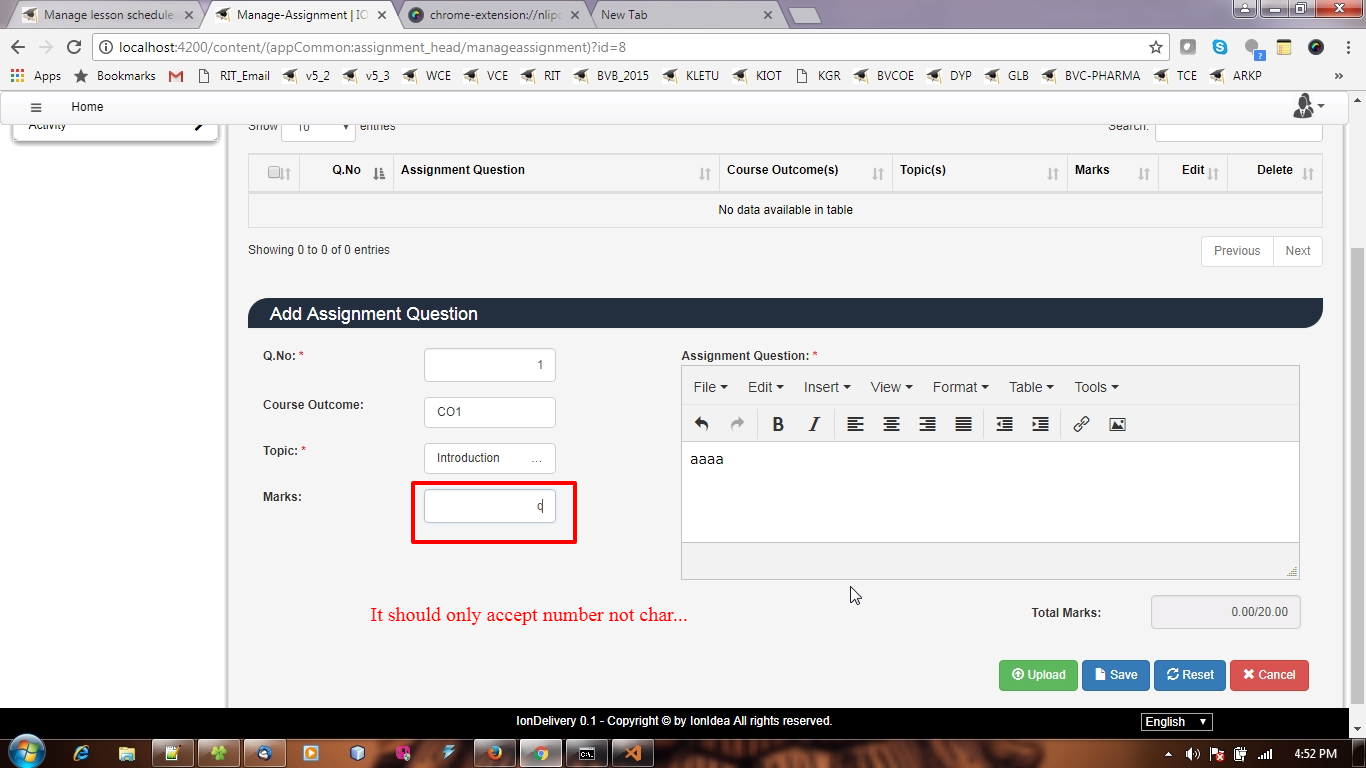 Manage lesson schedule
Manage-Assignment | IO
chrome-extension://nlipo
New Tab
localhost:4200/content/(appCommon:assignment_head/manageassignment)?id=8
Apps Bookmarks RIT_Email v5_2 v5_3 WCE VCE RIT BVB_2015 KLETU KIOT KGR BVCOE DYP GLB BVC-PHARMA TCE ARKP »
Home
Activity
Show 10 entries
Search:
Q.No Assignment Question Course Outcome(s) Topic(s) Marks Edit Delete
No data available in table
Showing 0 to 0 of 0 entries
Previous Next
Add Assignment Question
Q.No: * 1
Course Outcome: CO1
Topic: * Introduction ...
Marks:
Assignment Question: *
File Edit Insert View Format Table Tools
B I
aaaa
It should only accept number not char...
Total Marks: 0.00/20.00
Upload Save Reset Cancel
IonDelivery 0.1 - Copyright © by IonIdea All rights reserved.
English
4:52 PM